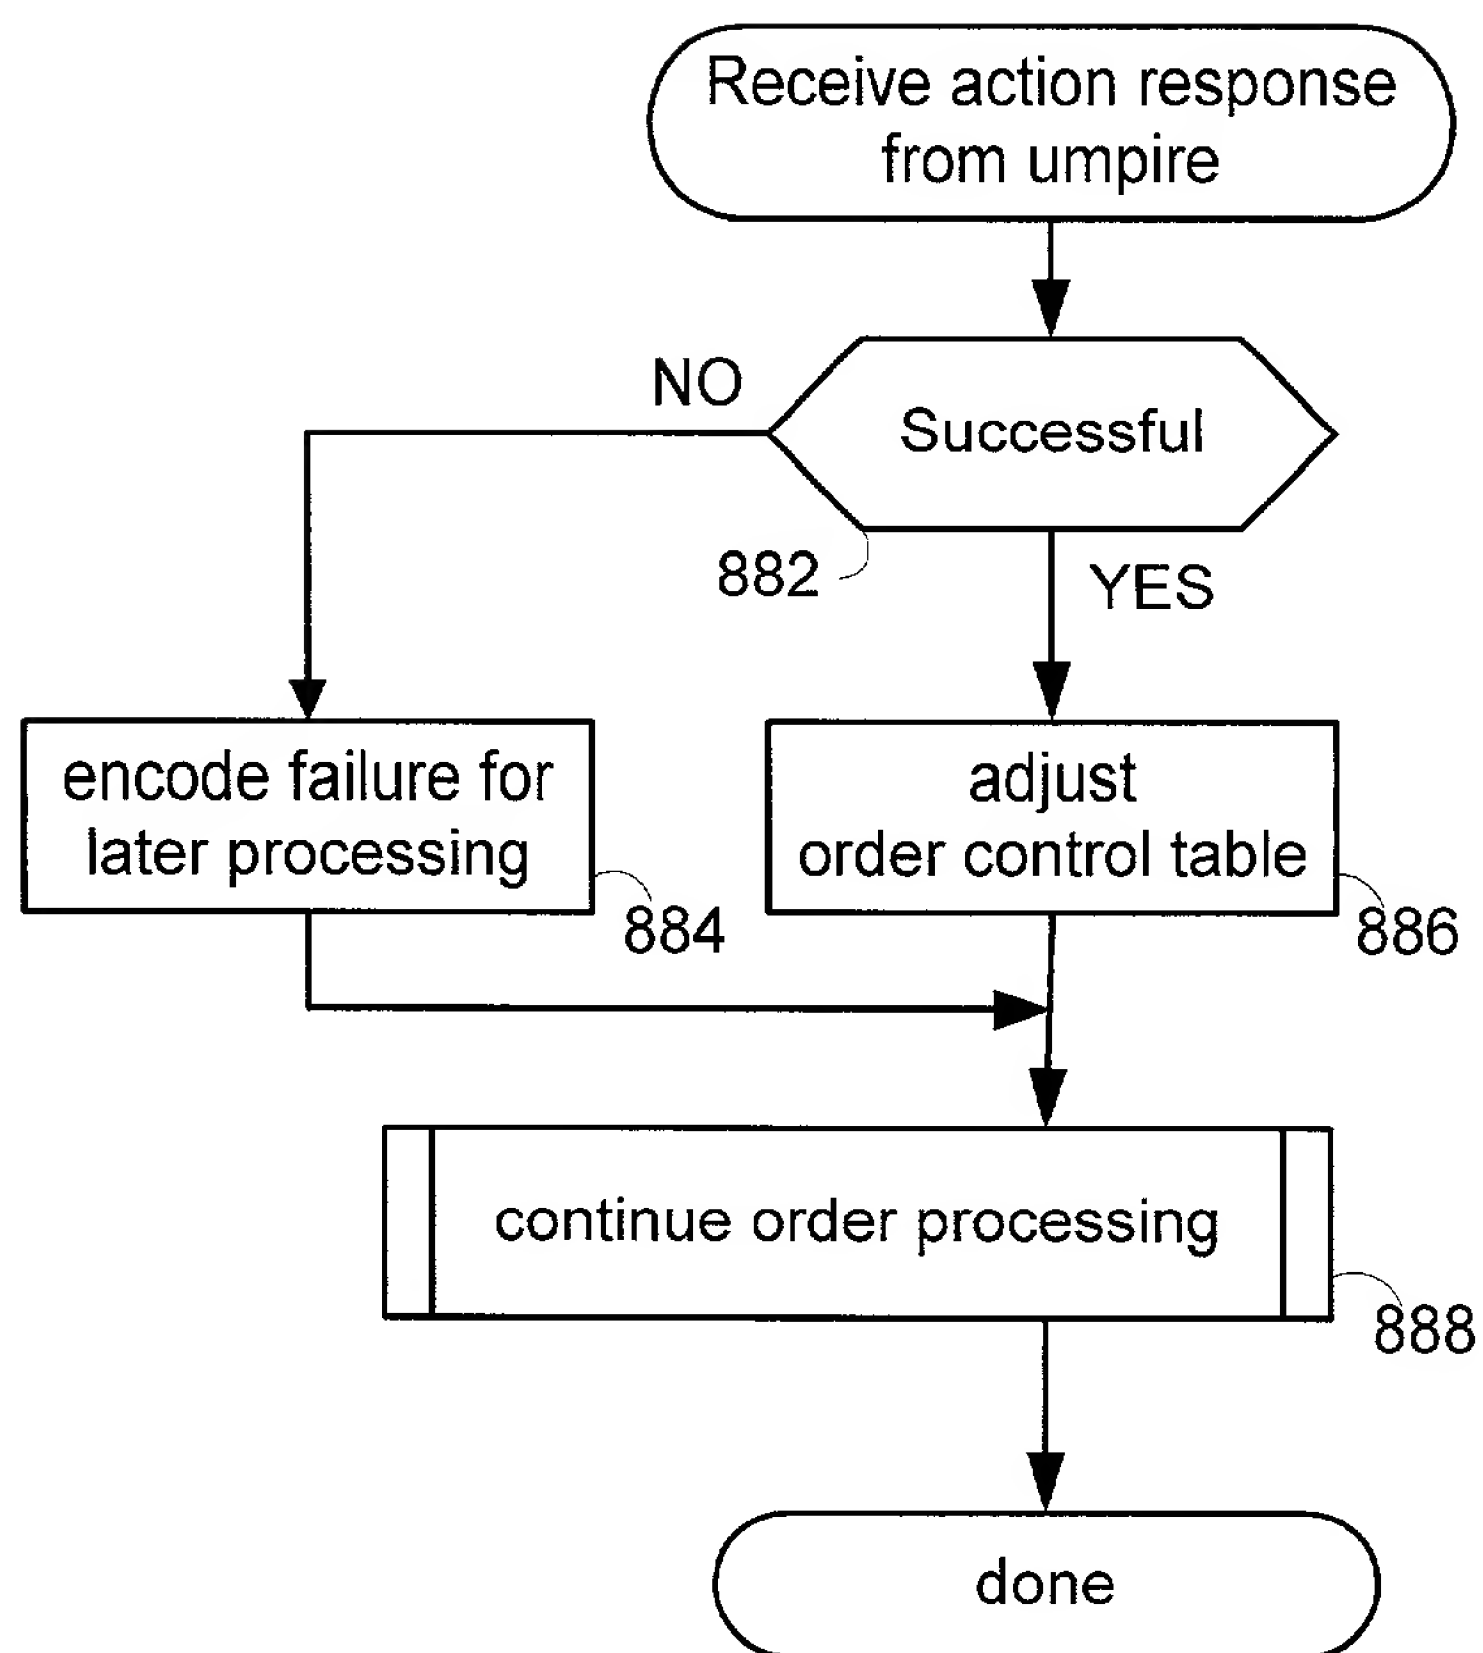 Receive action response
from umpire
NO
Successful
882
YES
encode failure for
later processing
884
adjust
order control table
886
continue order processing
888
done